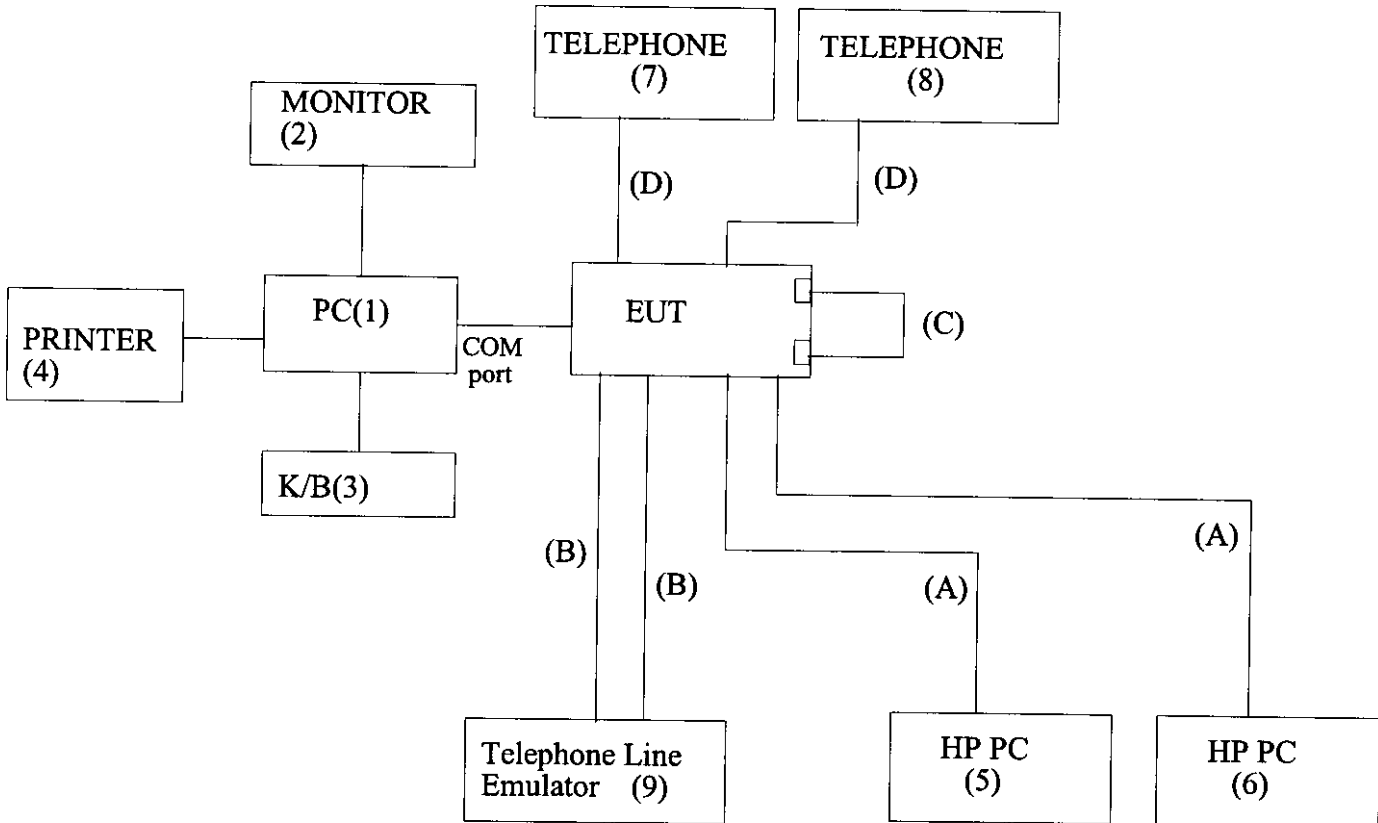 TELEPHONE
(7)
TELEPHONE
(8)
MONITOR
(2)
(D)
(D)
PC(1)
EUT
(C)
PRINTER
(4)
COM
port
K/B(3)
(B)
(B)
(A)
(A)
Telephone Line
Emulator (9)
HP PC
(5)
HP PC
(6)